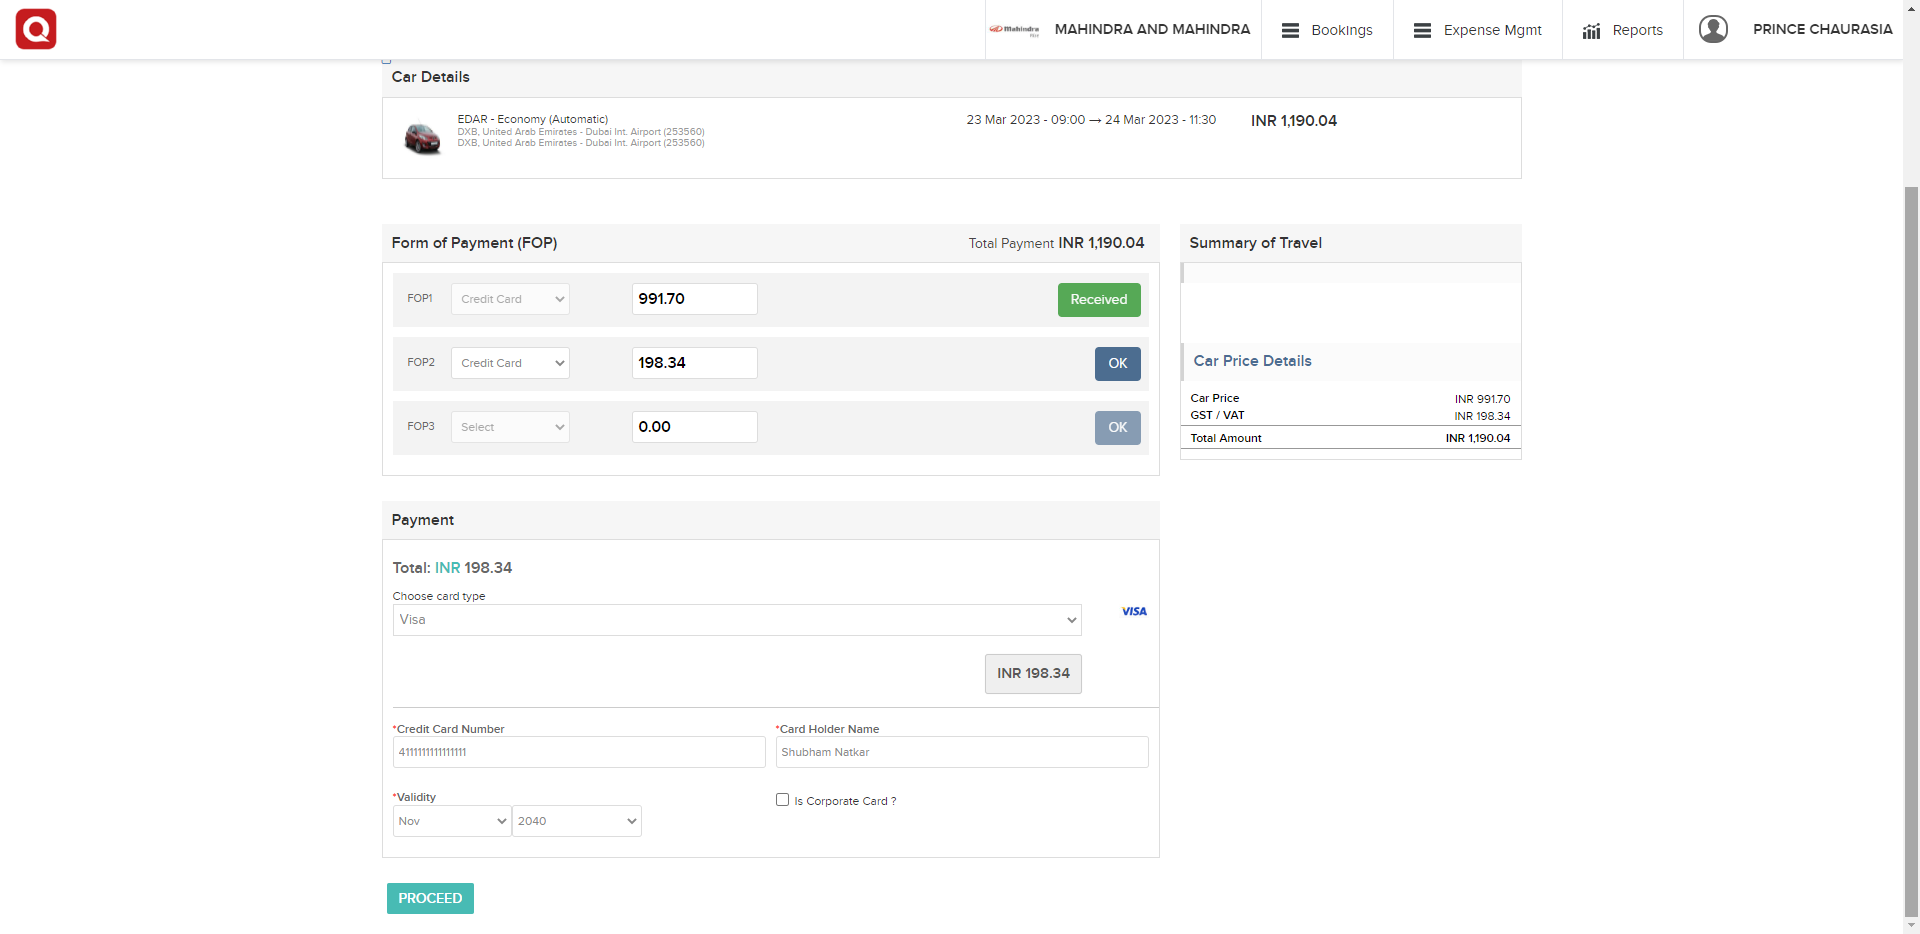 Q
Mahindra
MAHINDRA AND MAHINDRA
Bookings
Expense Mgmt
Reports
PRINCE CHAURASIA
Car Details
EDAR - Economy (Automatic)
DXB, United Arab Emirates - Dubai Int. Airport (253560)
DXB, United Arab Emirates - Dubai Int. Airport (253560)
23 Mar 2023 - 09:00 → 24 Mar 2023 - 11:30
INR 1,190.04
Form of Payment (FOP)
Total Payment INR 1,190.04
FOP1 Credit Card 991.70 Received
FOP2 Credit Card 198.34 OK
FOP3 Select 0.00 OK
Summary of Travel
Car Price Details
Car Price INR 991.70
GST / VAT INR 198.34
Total Amount INR 1,190.04
Payment
Total: INR 198.34
Choose card type
Visa
VISA
INR 198.34
*Credit Card Number
4111111111111111
*Card Holder Name
Shubham Natkar
*Validity
Nov 2040
Is Corporate Card ?
PROCEED